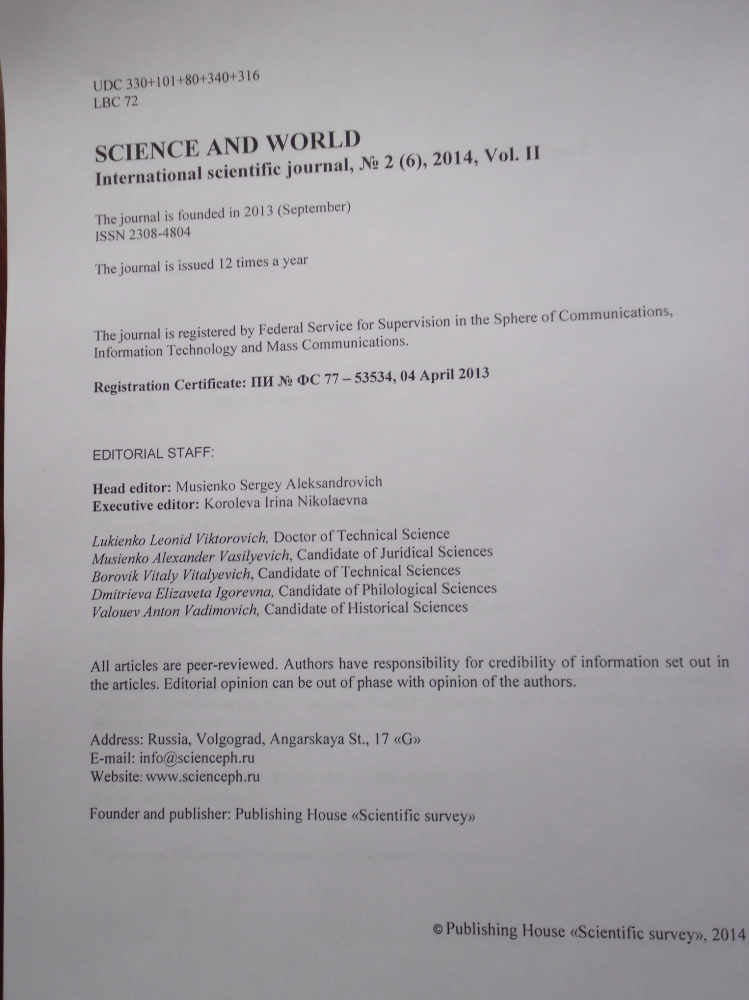 UDC 330+101+80+340+316
LBC 72
SCIENCE AND WORLD
International scientific journal, № 2 (6), 2014, Vol. II
The journal is founded in 2013 (September)
ISSN 2308-4804
The journal is issued 12 times a year
The journal is registered by Federal Service for Supervision in the Sphere of Communications,
Information Technology and Mass Communications.
Registration Certificate: ПИ № ФС 77 – 53534, 04 April 2013
EDITORIAL STAFF:
Head editor: Musienko Sergey Aleksandrovich
Executive editor: Koroleva Irina Nikolaevna
Lukienko Leonid Viktorovich, Doctor of Technical Science
Musienko Alexander Vasilyevich, Candidate of Juridical Sciences
Borovik Vitaly Vitalyevich, Candidate of Technical Sciences
Dmitrieva Elizaveta Igorevna, Candidate of Philological Sciences
Valouev Anton Vadimovich, Candidate of Historical Sciences
All articles are peer-reviewed. Authors have responsibility for credibility of information set out in
the articles. Editorial opinion can be out of phase with opinion of the authors.
Address: Russia, Volgograd, Angarskaya St., 17 «G»
E-mail: info@scienceph.ru
Website: www.scienceph.ru
Founder and publisher: Publishing House «Scientific survey»
© Publishing House «Scientific survey», 2014